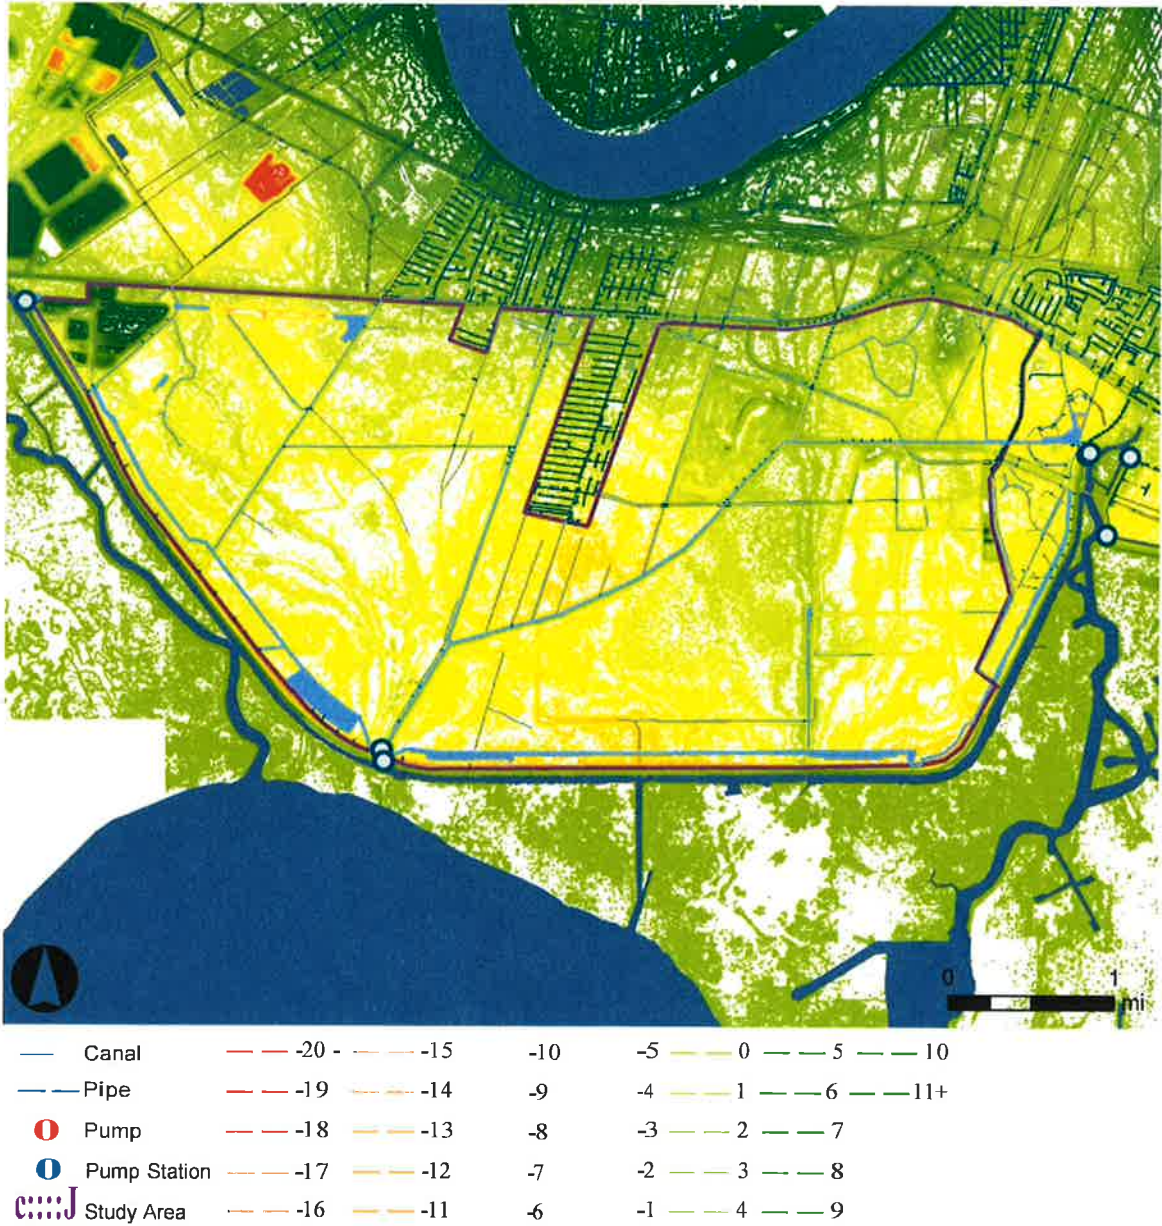 0 1
mi
Canal -20 - -15 -10 -5 0 5 10
Pipe -19 -14 -9 -4 1 6 11+
Pump -18 -13 -8 -3 2 7
Pump Station -17 -12 -7 -2 3 8
Study Area -16 -11 -6 -1 4 9